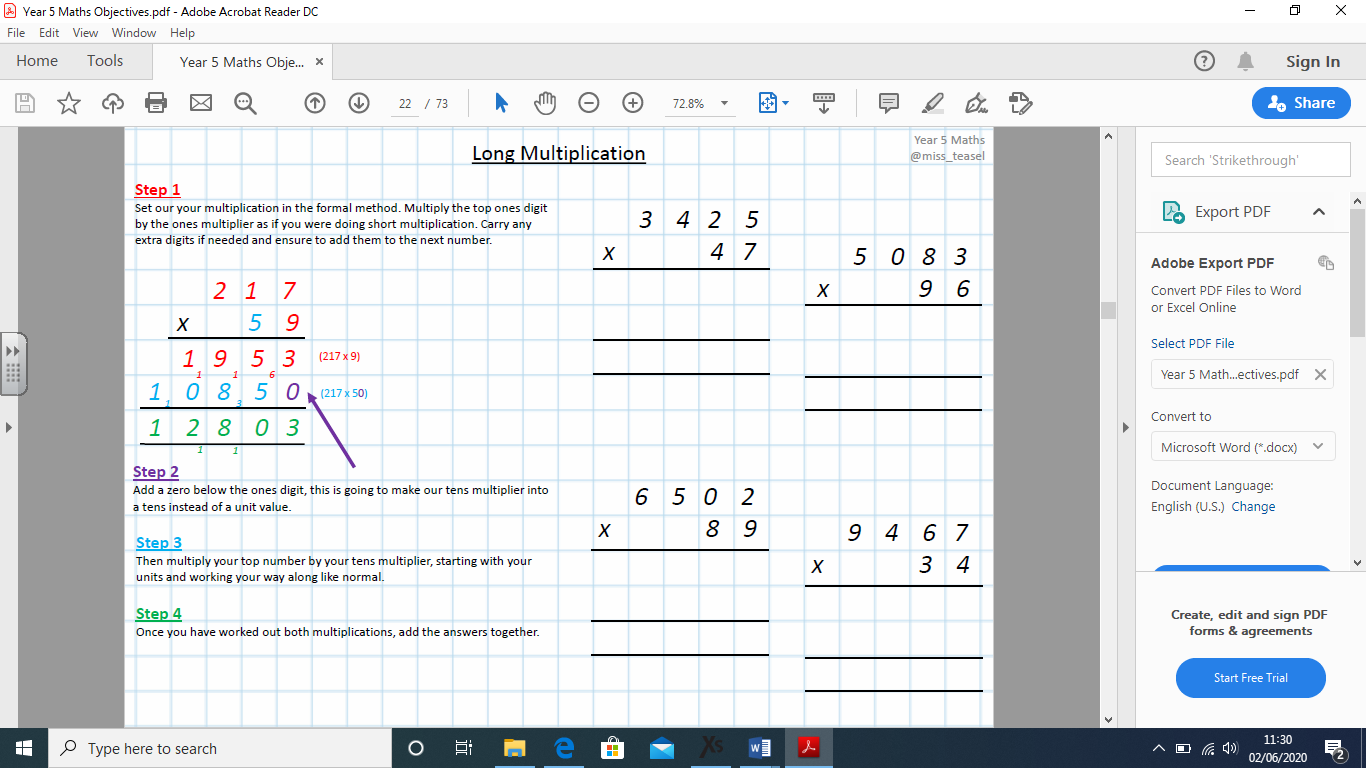 Year 5 Maths Objectives.pdf - Adobe Acrobat Reader DC
File Edit View Window Help
Home Tools Year 5 Maths Obje... × Sign In
22 / 73 72.8% Share
Year 5 Maths
@miss_teasel
Long Multiplication
Step 1
Set our your multiplication in the formal method. Multiply the top ones digit
by the ones multiplier as if you were doing short multiplication. Carry any
extra digits if needed and ensure to add them to the next number.
2 1 7
x 5 9
1 9 5 3 (217 x 9)
1 1 6
1 0 8 5 0 (217 x 50)
1 3
1 2 8 0 3
1 1
Step 2
Add a zero below the ones digit, this is going to make our tens multiplier into
a tens instead of a unit value.
Step 3
Then multiply your top number by your tens multiplier, starting with your
units and working your way along like normal.
Step 4
Once you have worked out both multiplications, add the answers together.
3 4 2 5
x 4 7
5 0 8 3
x 9 6
6 5 0 2
x 8 9
9 4 6 7
x 3 4
Search 'Strikethrough'
Export PDF
Adobe Export PDF
Convert PDF Files to Word
or Excel Online
Select PDF File
Year 5 Math...ectives.pdf
Convert to
Microsoft Word (*.docx)
Document Language:
English (U.S.) Change
Create, edit and sign PDF
forms & agreements
Start Free Trial
Type here to search
Xs
11:30
02/06/2020
2